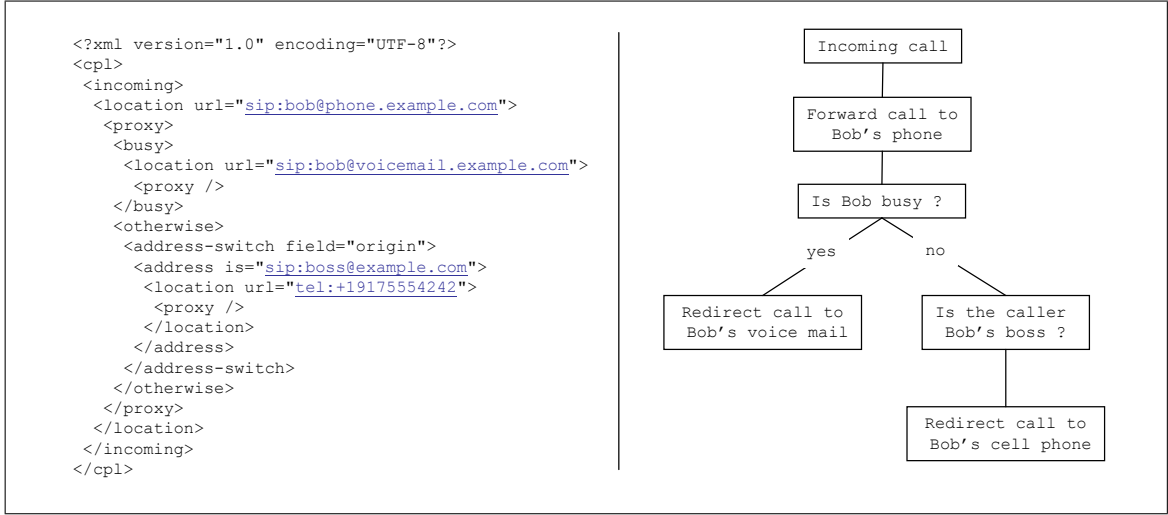 <?xml version="1.0" encoding="UTF-8"?>
<cpl>
<incoming>
<location url="sip:bob@phone.example.com">
<proxy>
<busy>
<location url="sip:bob@voicemail.example.com">
<proxy />
</busy>
<otherwise>
<address-switch field="origin">
<address is="sip:boss@example.com">
<location url="tel:+19175554242">
<proxy />
</location>
</address>
</address-switch>
</otherwise>
</proxy>
</location>
</incoming>
</cpl>
Incoming call
Forward call to
Bob's phone
Is Bob busy ?
yes
no
Redirect call to
Bob's voice mail
Is the caller
Bob's boss ?
Redirect call to
Bob's cell phone